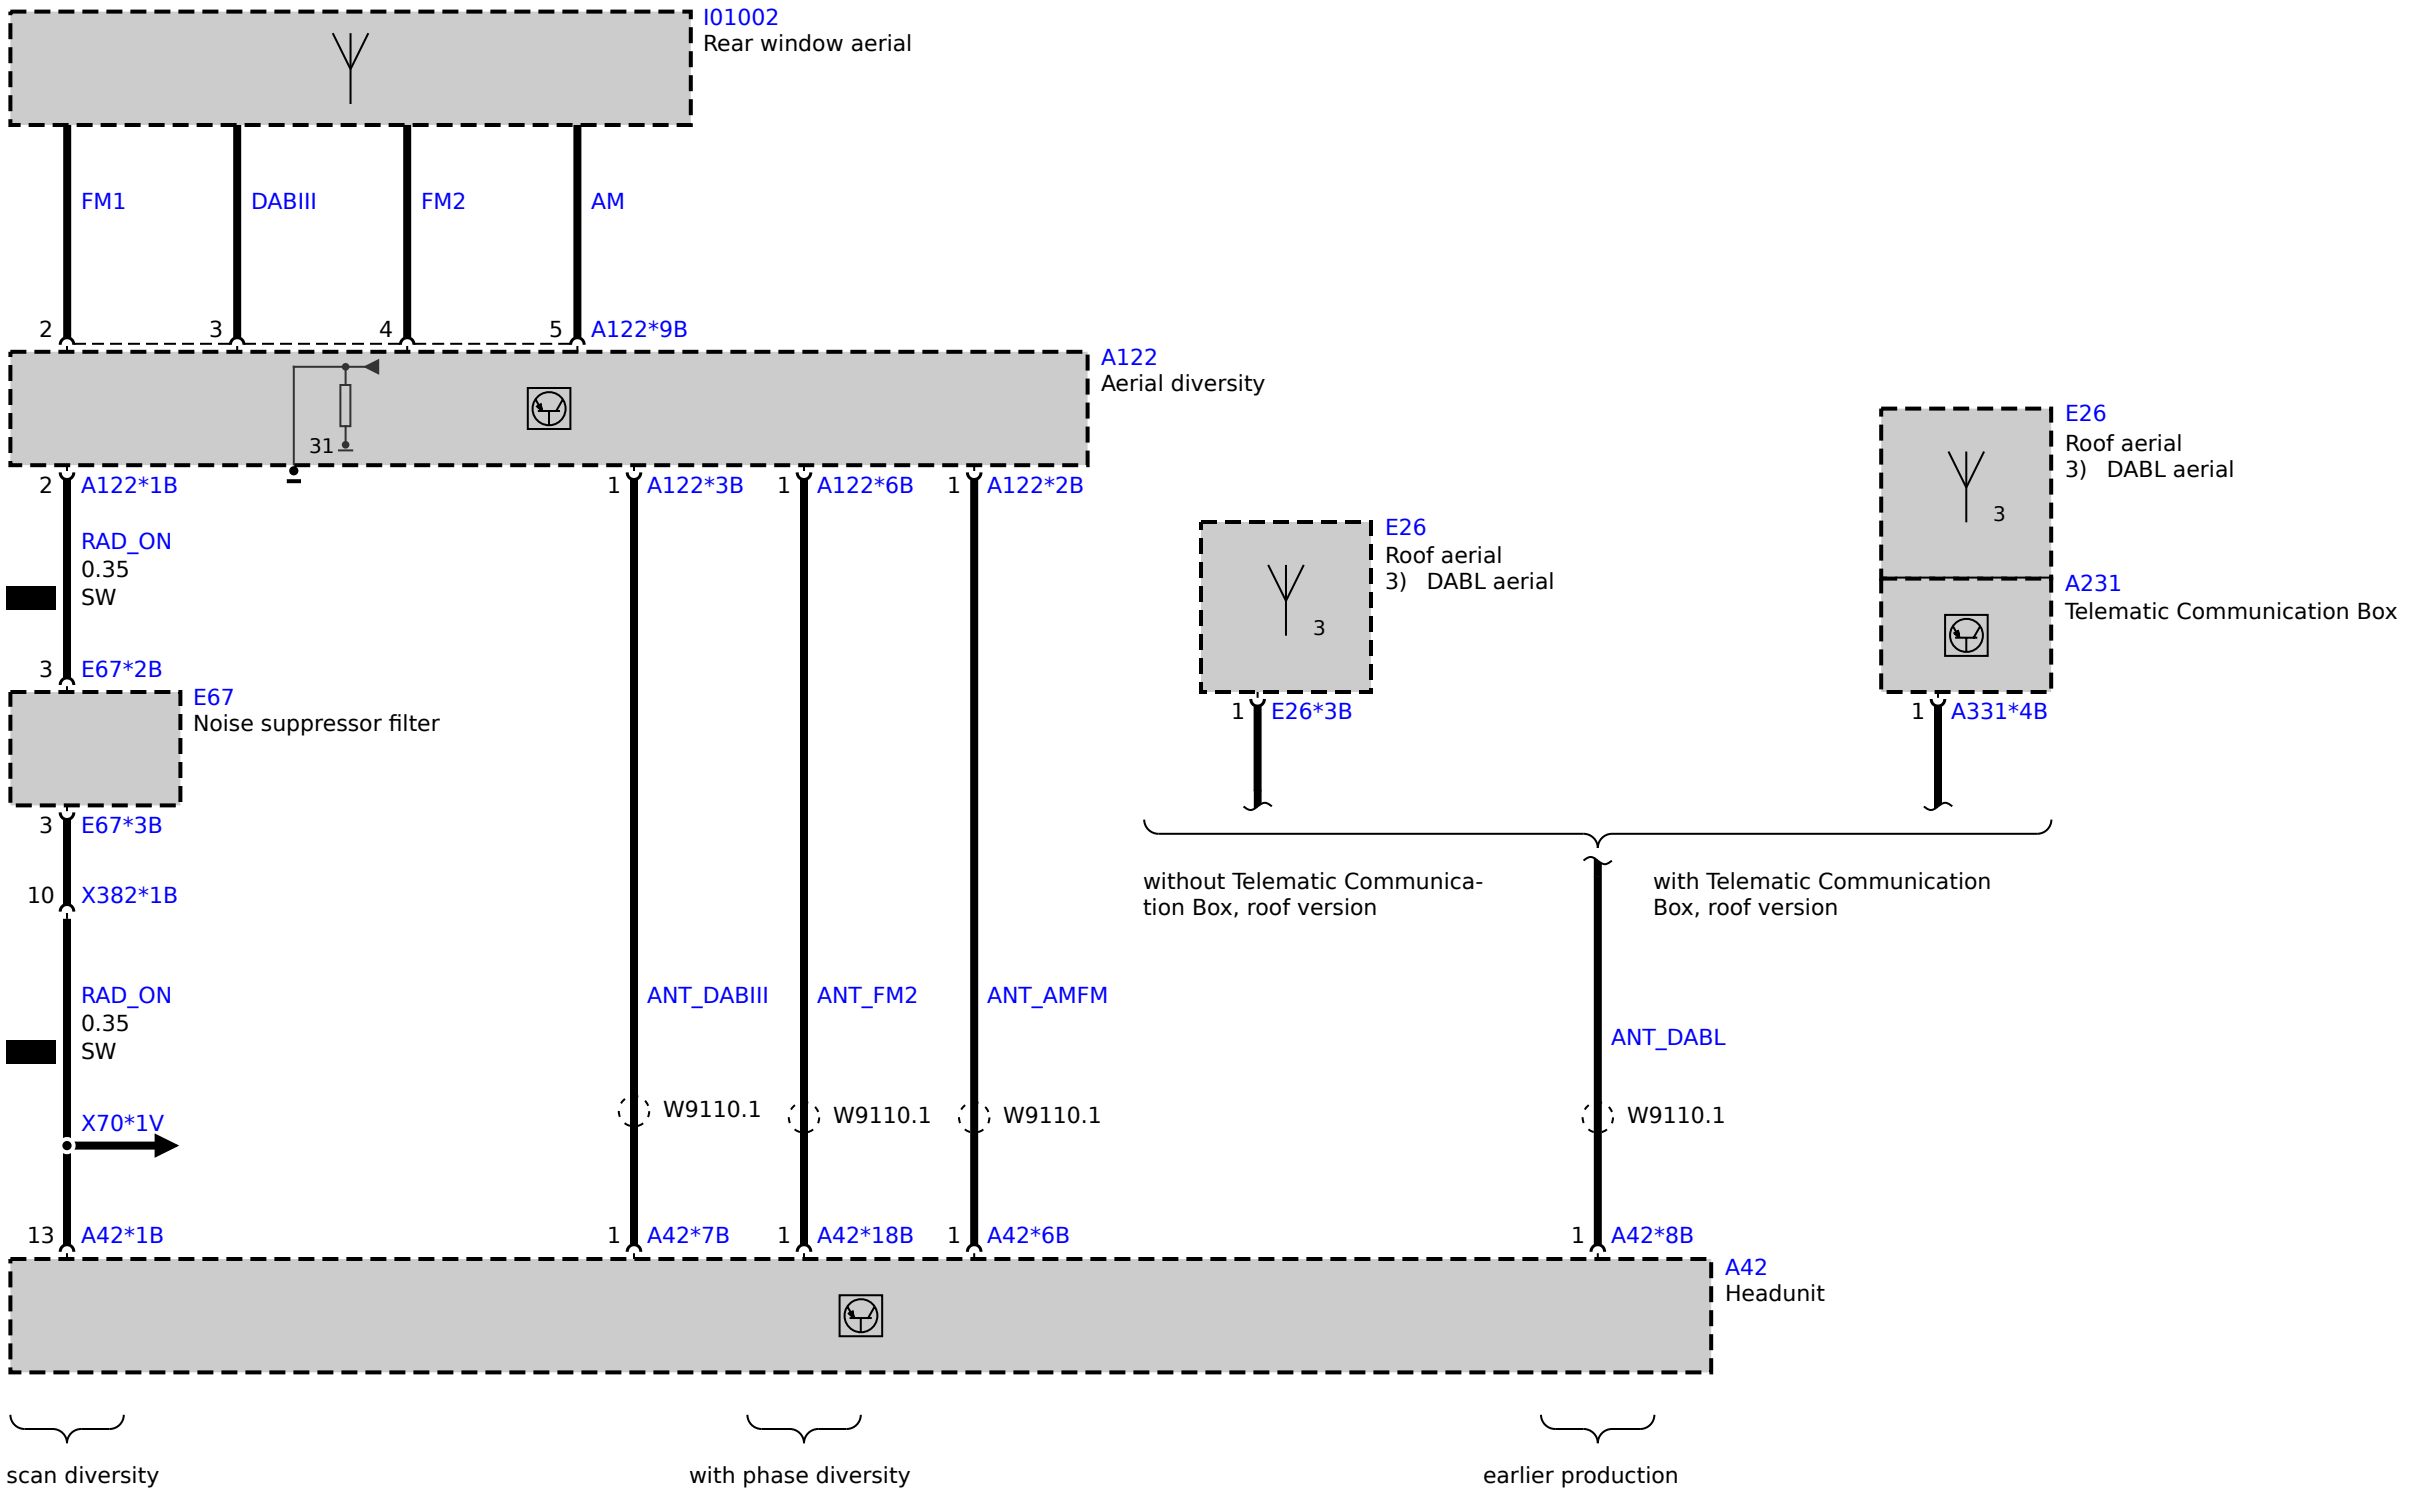 I01002
Rear window aerial
FM1
DABIII
FM2
AM
2
3
4
5
A122*9B
A122
Aerial diversity
31
2
A122*1B
1
A122*3B
1
A122*6B
1
A122*2B
E26
Roof aerial
3) DABL aerial
3
A231
Telematic Communication Box
E26
Roof aerial
3) DABL aerial
3
RAD_ON
0.35
SW
3
E67*2B
E67
Noise suppressor filter
1
E26*3B
1
A331*4B
3
E67*3B
10
X382*1B
without Telematic Communica-
tion Box, roof version
with Telematic Communication
Box, roof version
RAD_ON
0.35
SW
ANT_DABIII
ANT_FM2
ANT_AMFM
ANT_DABL
X70*1V
W9110.1
W9110.1
W9110.1
W9110.1
13
A42*1B
1
A42*7B
1
A42*18B
1
A42*6B
1
A42*8B
A42
Headunit
scan diversity
with phase diversity
earlier production